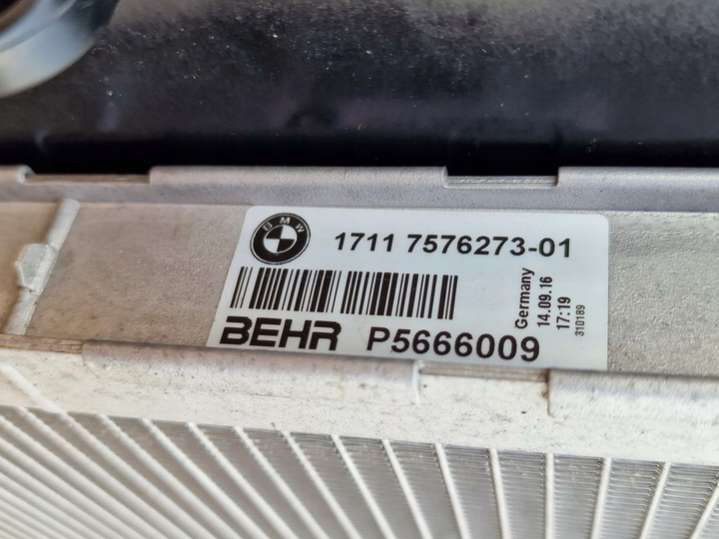 BMW
1711 7576273-01
BEHR P5666009
Germany
14.09.16
17:19
310189